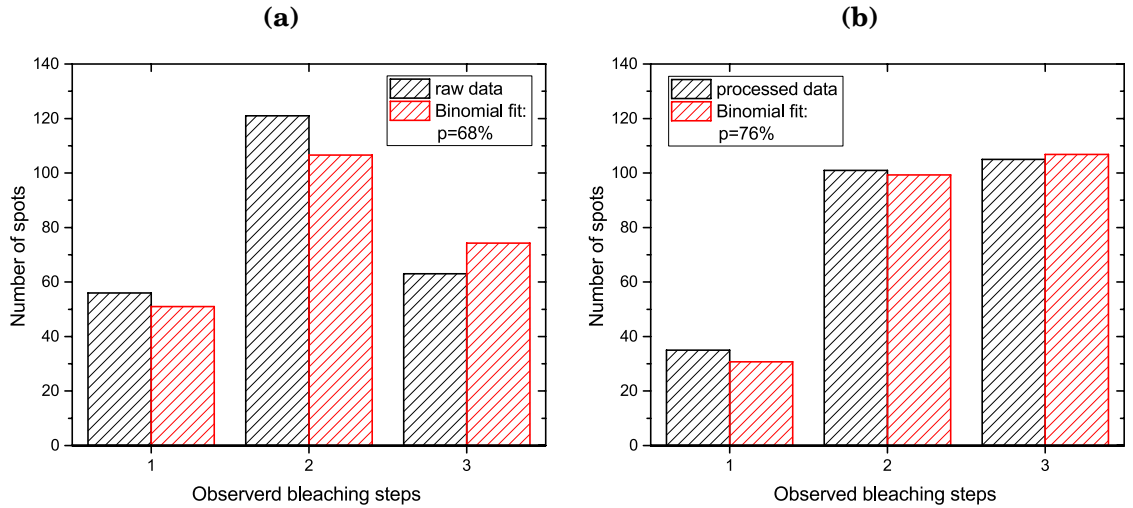 (a)
140
120
100
80
60
40
20
0
Number of spots
raw data
Binomial fit:
p=68%
1 2 3
Observerd bleaching steps
(b)
140
120
100
80
60
40
20
0
Number of spots
processed data
Binomial fit:
p=76%
1 2 3
Observed bleaching steps